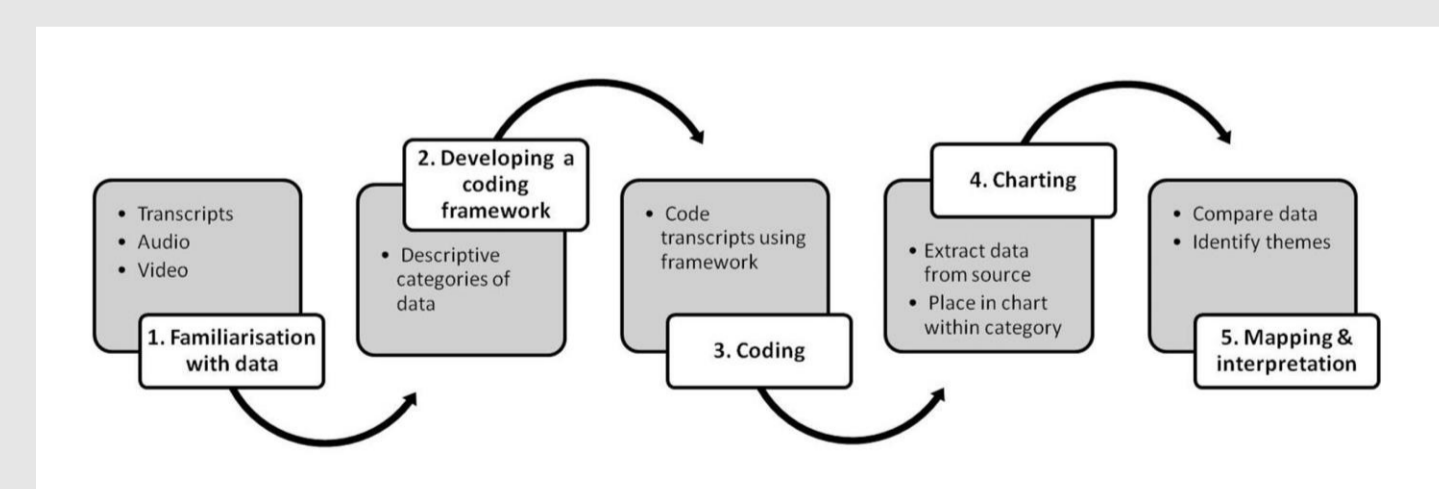 • Transcripts
• Audio
• Video
1. Familiarisation
with data
2. Developing a
coding
framework
• Descriptive
categories of
data
• Code
transcripts using
framework
3. Coding
4. Charting
• Extract data
from source
• Place in chart
within category
• Compare data
• Identify themes
5. Mapping &
interpretation